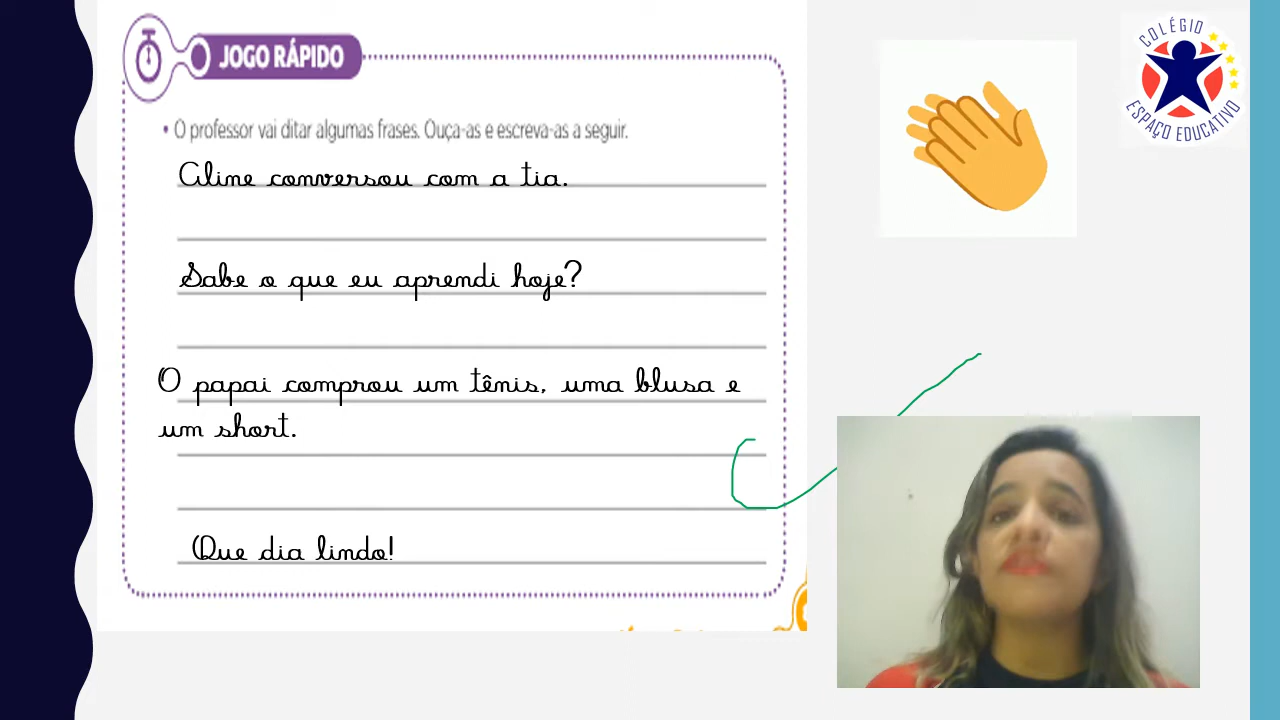 JOGO RÁPIDO
• O professor vai ditar algumas frases. Ouça-as e escreva-as a seguir.
Aline conversou com a tia.
Sabe o que eu aprendi hoje?
O papai comprou um tênis, uma blusa e
um short.
Que dia lindo!
COLÉGIO
ESPAÇO EDUCATIVO